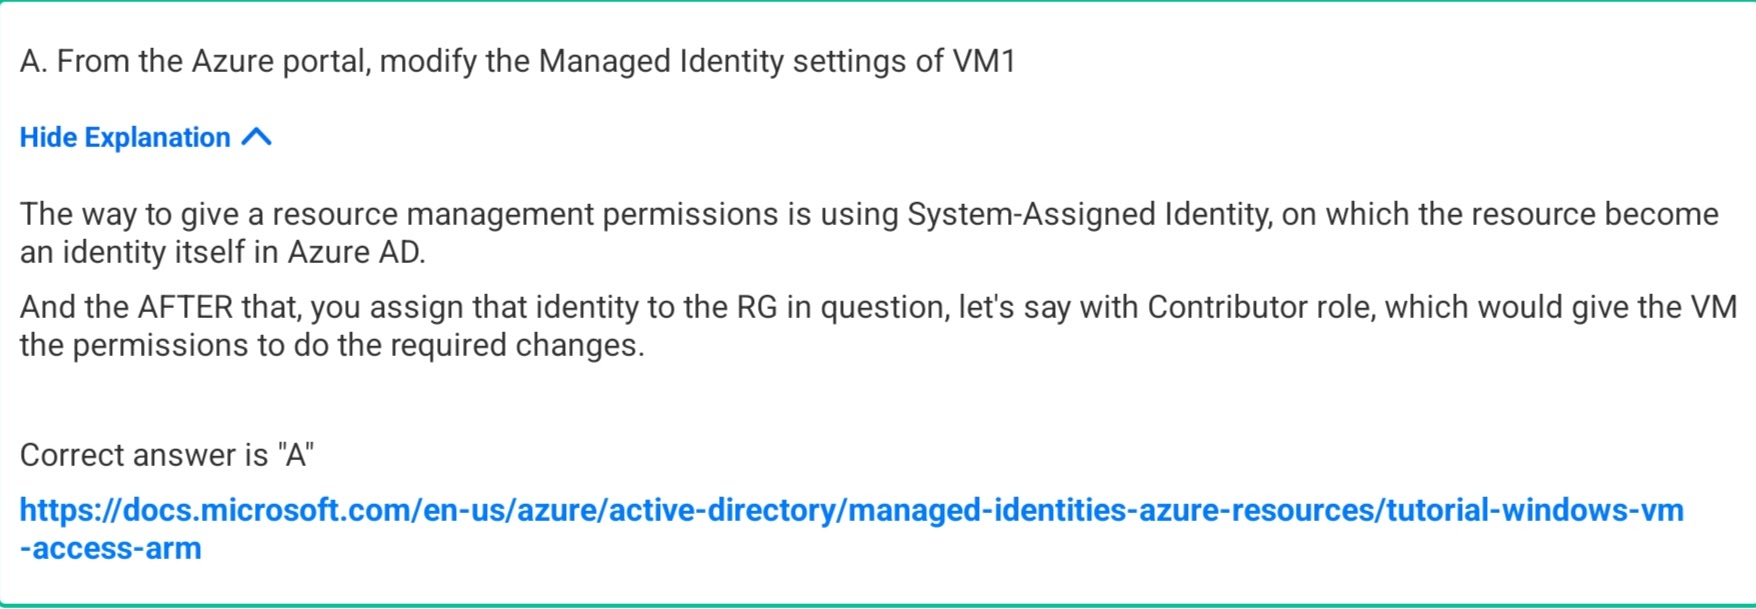 A. From the Azure portal, modify the Managed Identity settings of VM1
Hide Explanation
The way to give a resource management permissions is using System-Assigned Identity, on which the resource become
an identity itself in Azure AD.
And the AFTER that, you assign that identity to the RG in question, let's say with Contributor role, which would give the VM
the permissions to do the required changes.
Correct answer is "A"
https://docs.microsoft.com/en-us/azure/active-directory/managed-identities-azure-resources/tutorial-windows-vm
-access-arm